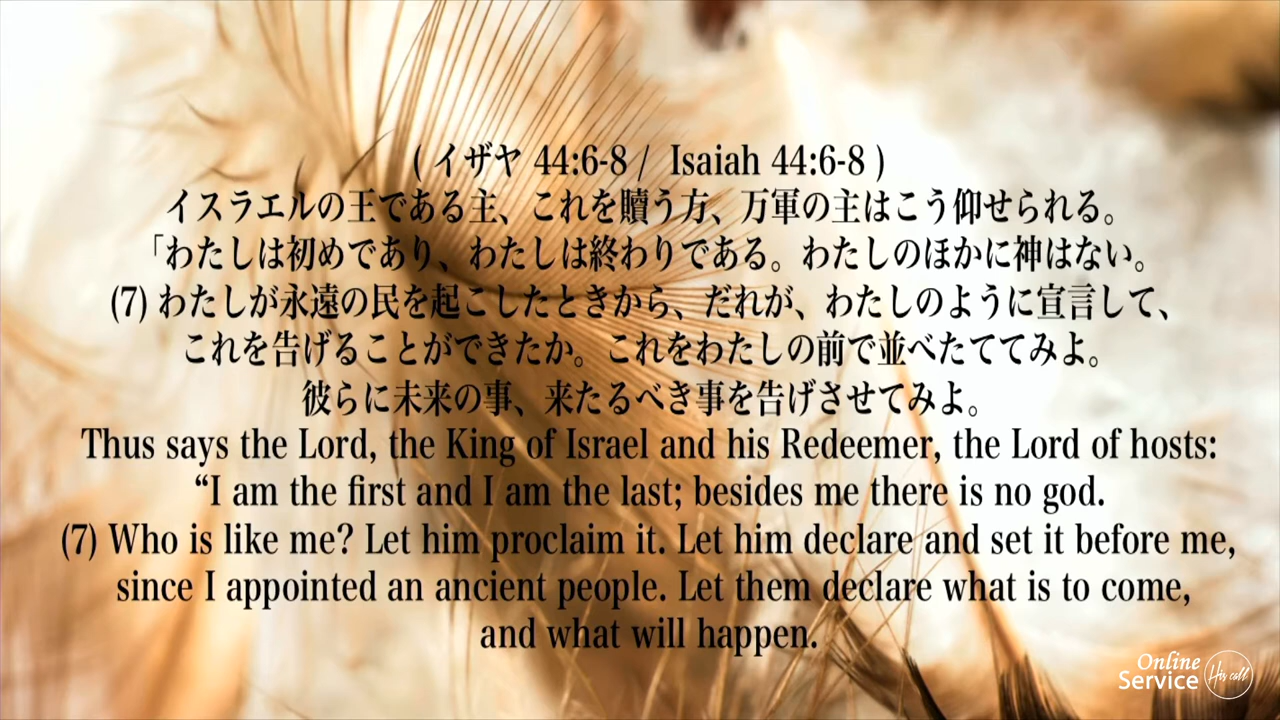 ( イザヤ 44:6-8 / Isaiah 44:6-8 )
イスラエルの王である主、これを贖う方、万軍の主はこう仰せられる。
「わたしは初めであり、わたしは終わりである。わたしのほかに神はない。
(7) わたしが永遠の民を起こしたときから、だれが、わたしのように宣言して、
これを告げることができたか。これをわたしの前で並べたててみよ。
彼らに未来の事、来たるべき事を告げさせてみよ。
Thus says the Lord, the King of Israel and his Redeemer, the Lord of hosts:
“I am the first and I am the last; besides me there is no god.
(7) Who is like me? Let him proclaim it. Let him declare and set it before me,
since I appointed an ancient people. Let them declare what is to come,
and what will happen.
Online
Service
His call